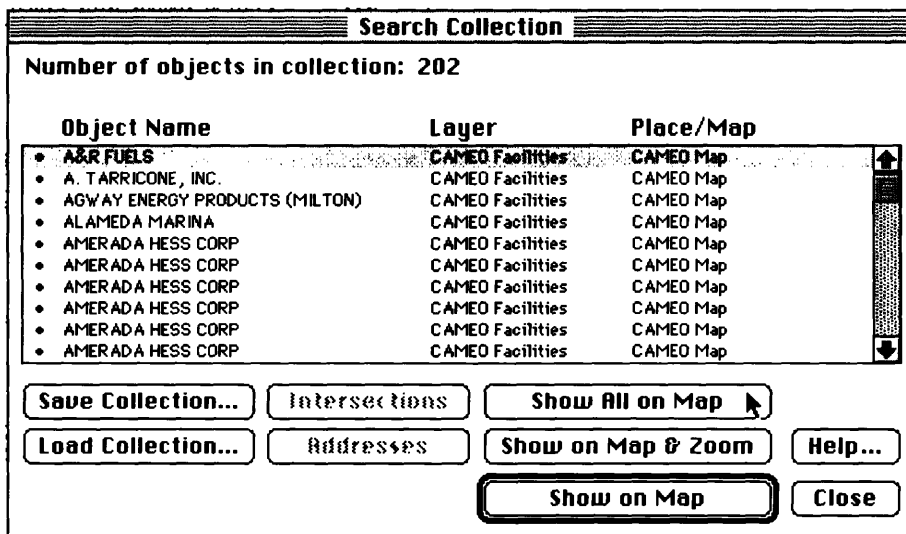 Search Collection
Number of objects in collection: 202
Object Name Layer Place/Map
• A&R FUELS CAMEO Facilities CAMEO Map
• A. TARRICONE, INC. CAMEO Facilities CAMEO Map
• AGWAY ENERGY PRODUCTS (MILTON) CAMEO Facilities CAMEO Map
• ALAMEDA MARINA CAMEO Facilities CAMEO Map
• AMERADA HESS CORP CAMEO Facilities CAMEO Map
• AMERADA HESS CORP CAMEO Facilities CAMEO Map
• AMERADA HESS CORP CAMEO Facilities CAMEO Map
• AMERADA HESS CORP CAMEO Facilities CAMEO Map
• AMERADA HESS CORP CAMEO Facilities CAMEO Map
• AMERADA HESS CORP CAMEO Facilities CAMEO Map
Save Collection... Intersections Show All on Map
Load Collection... Addresses Show on Map & Zoom Help...
Show on Map Close